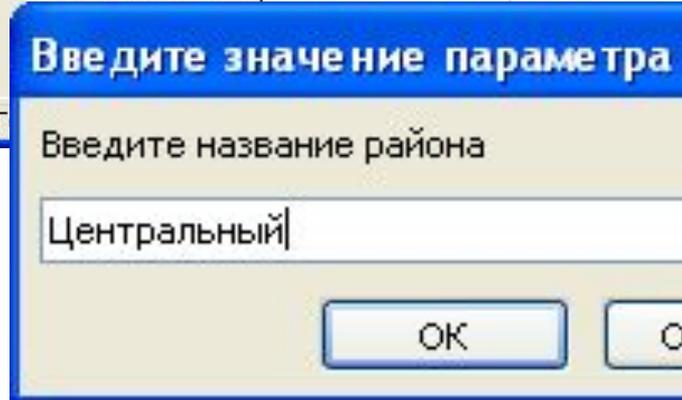 Введите значение параметра
Введите название района
Центральный
ОК